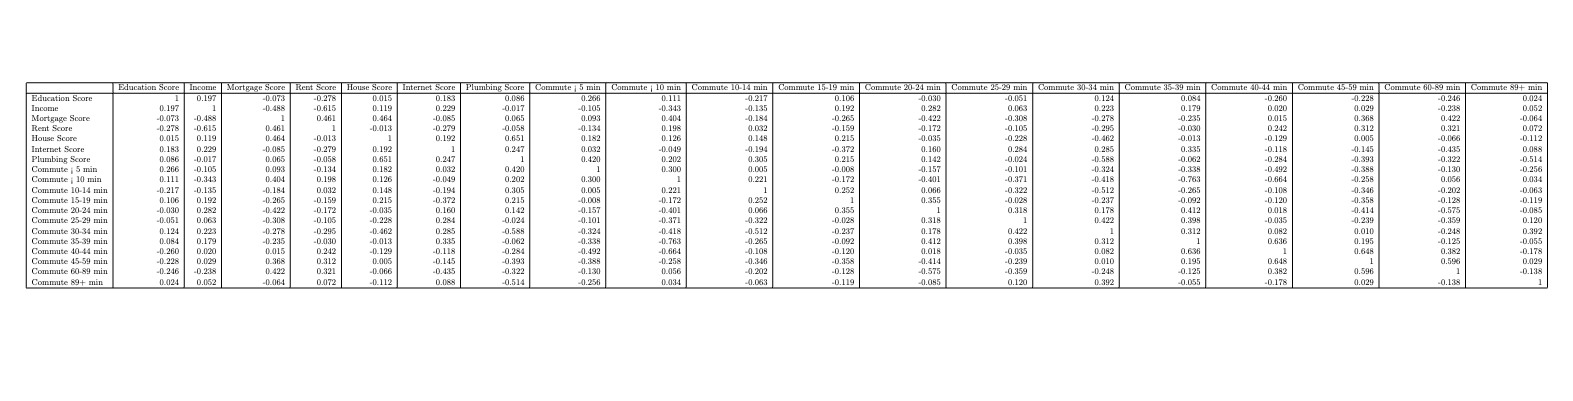 Education Score Income Mortgage Score Rent Score House Score Internet Score Plumbing Score Commute ¡ 5 min Commute ¡ 10 min Commute 10-14 min Commute 15-19 min Commute 20-24 min Commute 25-29 min Commute 30-34 min Commute 35-39 min Commute 40-44 min Commute 45-59 min Commute 60-89 min Commute 89+ min
Education Score 1 0.197 -0.073 -0.278 0.015 0.183 0.086 0.266 0.111 -0.217 0.106 -0.030 -0.051 0.124 0.084 -0.260 -0.228 -0.246 0.024
Income 0.197 1 -0.488 -0.615 0.119 0.229 -0.017 -0.105 -0.343 -0.135 0.192 0.282 0.063 0.223 0.179 0.020 0.029 -0.238 0.052
Mortgage Score -0.073 -0.488 1 0.461 0.464 -0.085 0.065 0.093 0.404 -0.184 -0.265 -0.422 -0.308 -0.278 -0.235 0.015 0.368 0.422 -0.064
Rent Score -0.278 -0.615 0.461 1 -0.013 -0.279 -0.058 -0.134 0.198 0.032 -0.159 -0.172 -0.105 -0.295 -0.030 0.242 0.312 0.321 0.072
House Score 0.015 0.119 0.464 -0.013 1 0.192 0.651 0.182 0.126 0.148 0.215 -0.035 -0.228 -0.462 -0.013 -0.129 0.005 -0.066 -0.112
Internet Score 0.183 0.229 -0.085 -0.279 0.192 1 0.247 0.032 -0.049 -0.194 -0.372 0.160 0.284 0.285 0.335 -0.118 -0.145 -0.435 0.088
Plumbing Score 0.086 -0.017 0.065 -0.058 0.651 0.247 1 0.420 0.202 0.305 0.215 0.142 -0.024 -0.588 -0.062 -0.284 -0.393 -0.322 -0.514
Commute ¡ 5 min 0.266 -0.105 0.093 -0.134 0.182 0.032 0.420 1 0.300 0.005 -0.008 -0.157 -0.101 -0.324 -0.338 -0.492 -0.388 -0.130 -0.256
Commute ¡ 10 min 0.111 -0.343 0.404 0.198 0.126 -0.049 0.202 0.300 1 0.221 -0.172 -0.401 -0.371 -0.418 -0.763 -0.664 -0.258 0.056 0.034
Commute 10-14 min -0.217 -0.135 -0.184 0.032 0.148 -0.194 0.305 0.005 0.221 1 0.252 0.066 -0.322 -0.512 -0.265 -0.108 -0.346 -0.202 -0.063
Commute 15-19 min 0.106 0.192 -0.265 -0.159 0.215 -0.372 0.215 -0.008 -0.172 0.252 1 0.355 -0.028 -0.237 -0.092 -0.120 -0.358 -0.128 -0.119
Commute 20-24 min -0.030 0.282 -0.422 -0.172 -0.035 0.160 0.142 -0.157 -0.401 0.066 0.355 1 0.318 0.178 0.412 0.018 -0.414 -0.575 -0.085
Commute 25-29 min -0.051 0.063 -0.308 -0.105 -0.228 0.284 -0.024 -0.101 -0.371 -0.322 -0.028 0.318 1 0.422 0.398 -0.035 -0.239 -0.359 0.120
Commute 30-34 min 0.124 0.223 -0.278 -0.295 -0.462 0.285 -0.588 -0.324 -0.418 -0.512 -0.237 0.178 0.422 1 0.312 0.082 0.010 -0.248 0.392
Commute 35-39 min 0.084 0.179 -0.235 -0.030 -0.013 0.335 -0.062 -0.338 -0.763 -0.265 -0.092 0.412 0.398 0.312 1 0.636 0.195 -0.125 -0.055
Commute 40-44 min -0.260 0.020 0.015 0.242 -0.129 -0.118 -0.284 -0.492 -0.664 -0.108 -0.120 0.018 -0.035 0.082 0.636 1 0.648 0.382 -0.178
Commute 45-59 min -0.228 0.029 0.368 0.312 0.005 -0.145 -0.393 -0.388 -0.258 -0.346 -0.358 -0.414 -0.239 0.010 0.195 0.648 1 0.596 0.029
Commute 60-89 min -0.246 -0.238 0.422 0.321 -0.066 -0.435 -0.322 -0.130 0.056 -0.202 -0.128 -0.575 -0.359 -0.248 -0.125 0.382 0.596 1 -0.138
Commute 89+ min 0.024 0.052 -0.064 0.072 -0.112 0.088 -0.514 -0.256 0.034 -0.063 -0.119 -0.085 0.120 0.392 -0.055 -0.178 0.029 -0.138 1